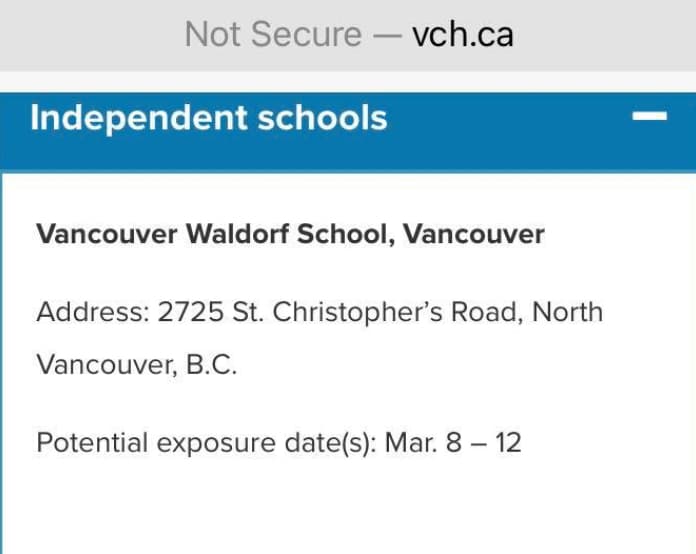 Not Secure — vch.ca
Independent schools
Vancouver Waldorf School, Vancouver
Address: 2725 St. Christopher’s Road, North
Vancouver, B.C.
Potential exposure date(s): Mar. 8 – 12